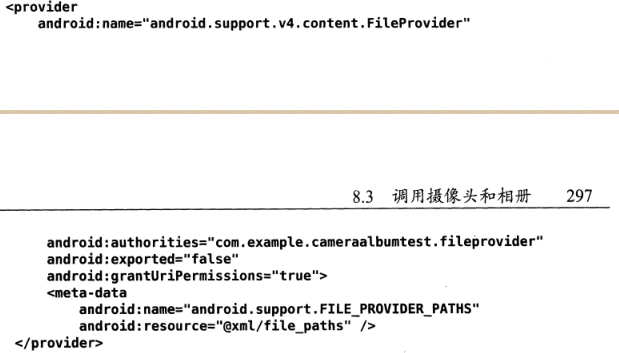 <provider
android:name="android.support.v4.content.FileProvider"
8.3 调用摄像头和相册 297
android:authorities="com.example.cameraalbumtest.fileprovider"
android:exported="false"
android:grantUriPermissions="true">
<meta-data
android:name="android.support.FILE_PROVIDER_PATHS"
android:resource="@xml/file_paths" />
</provider>